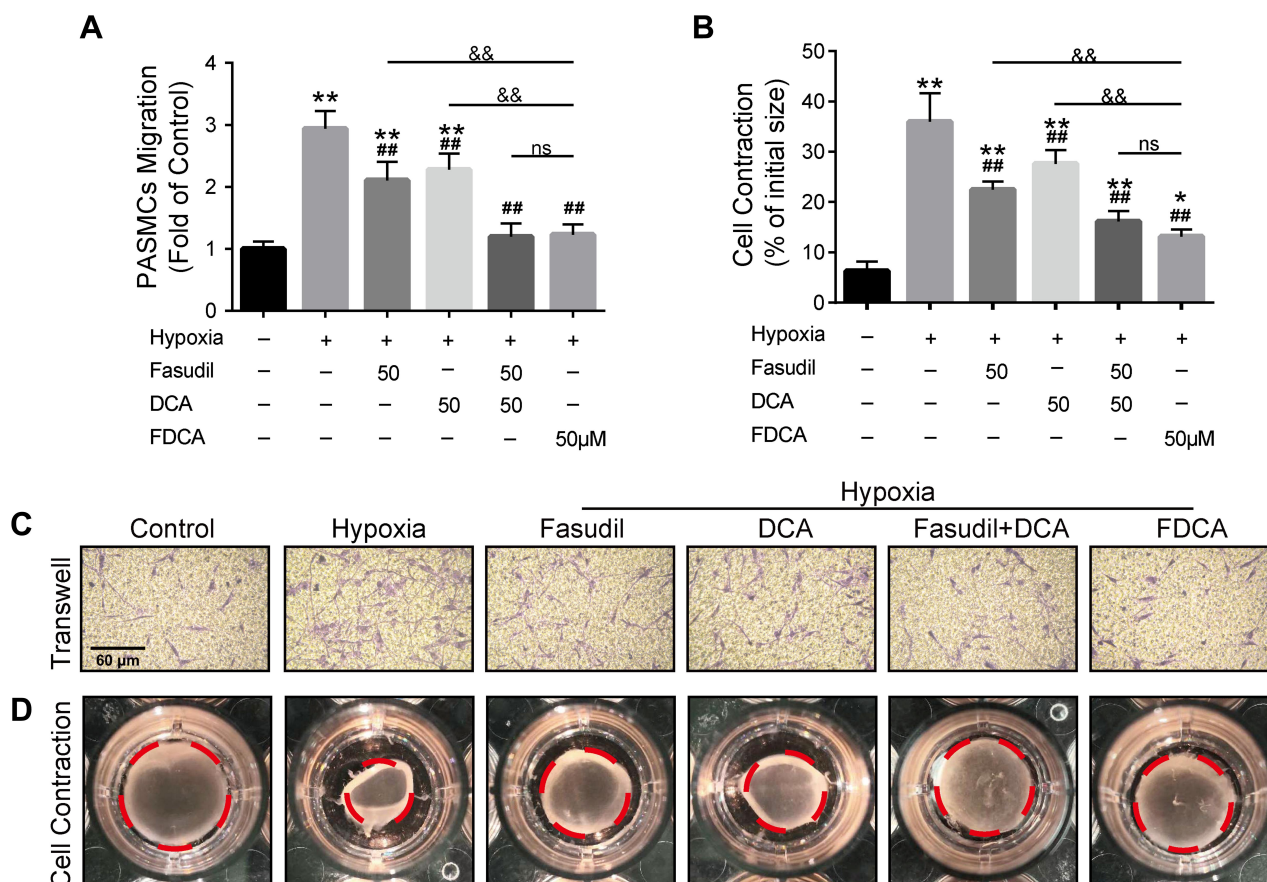 A
PASMCs Migration
(Fold of Control)
4
3
2
1
0
&&
&&
ns
**
**
##
**
##
##
##
Hypoxia – + + + + +
Fasudil – – 50 – 50 –
DCA – – – 50 50 –
FDCA – – – – – 50μM
B
Cell Contraction
(% of initial size)
50
40
30
20
10
0
&&
&&
ns
**
**
##
**
##
**
##
*
##
Hypoxia – + + + + +
Fasudil – – 50 – 50 –
DCA – – – 50 50 –
FDCA – – – – – 50μM
Hypoxia
C
Control Hypoxia Fasudil DCA Fasudil+DCA FDCA
Transwell
60 μm
D
Cell Contraction